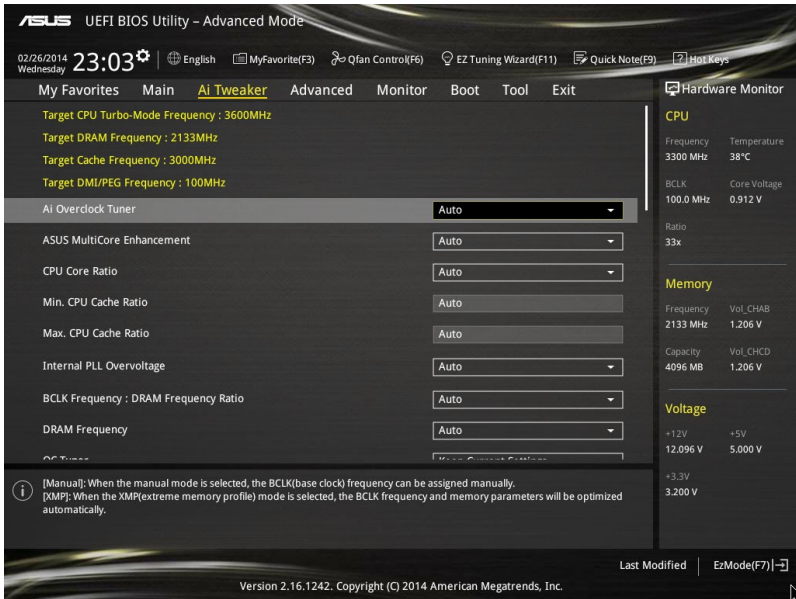 ASUS UEFI BIOS Utility – Advanced Mode
02/26/2014
Wednesday
23:03
English
MyFavorite(F3)
Qfan Control(F6)
EZ Tuning Wizard(F11)
Quick Note(F9)
? Hot Keys
My Favorites
Main
Ai Tweaker
Advanced
Monitor
Boot
Tool
Exit
Target CPU Turbo-Mode Frequency : 3600MHz
Target DRAM Frequency : 2133MHz
Target Cache Frequency : 3000MHz
Target DMI/PEG Frequency : 100MHz
Ai Overclock Tuner Auto
ASUS MultiCore Enhancement Auto
CPU Core Ratio Auto
Min. CPU Cache Ratio Auto
Max. CPU Cache Ratio Auto
Internal PLL Overvoltage Auto
BCLK Frequency : DRAM Frequency Ratio Auto
DRAM Frequency Auto
Keep Current Settings
[Manual]: When the manual mode is selected, the BCLK(base clock) frequency can be assigned manually.
[XMP]: When the XMP(extreme memory profile) mode is selected, the BCLK frequency and memory parameters will be optimized
automatically.
Hardware Monitor
CPU
Frequency Temperature
3300 MHz 38°C
BCLK Core Voltage
100.0 MHz 0.912 V
Ratio
33x
Memory
Frequency Vol_CHAB
2133 MHz 1.206 V
Capacity Vol_CHCD
4096 MB 1.206 V
Voltage
+12V +5V
12.096 V 5.000 V
+3.3V
3.200 V
Last Modified
EzMode(F7)
Version 2.16.1242. Copyright (C) 2014 American Megatrends, Inc.